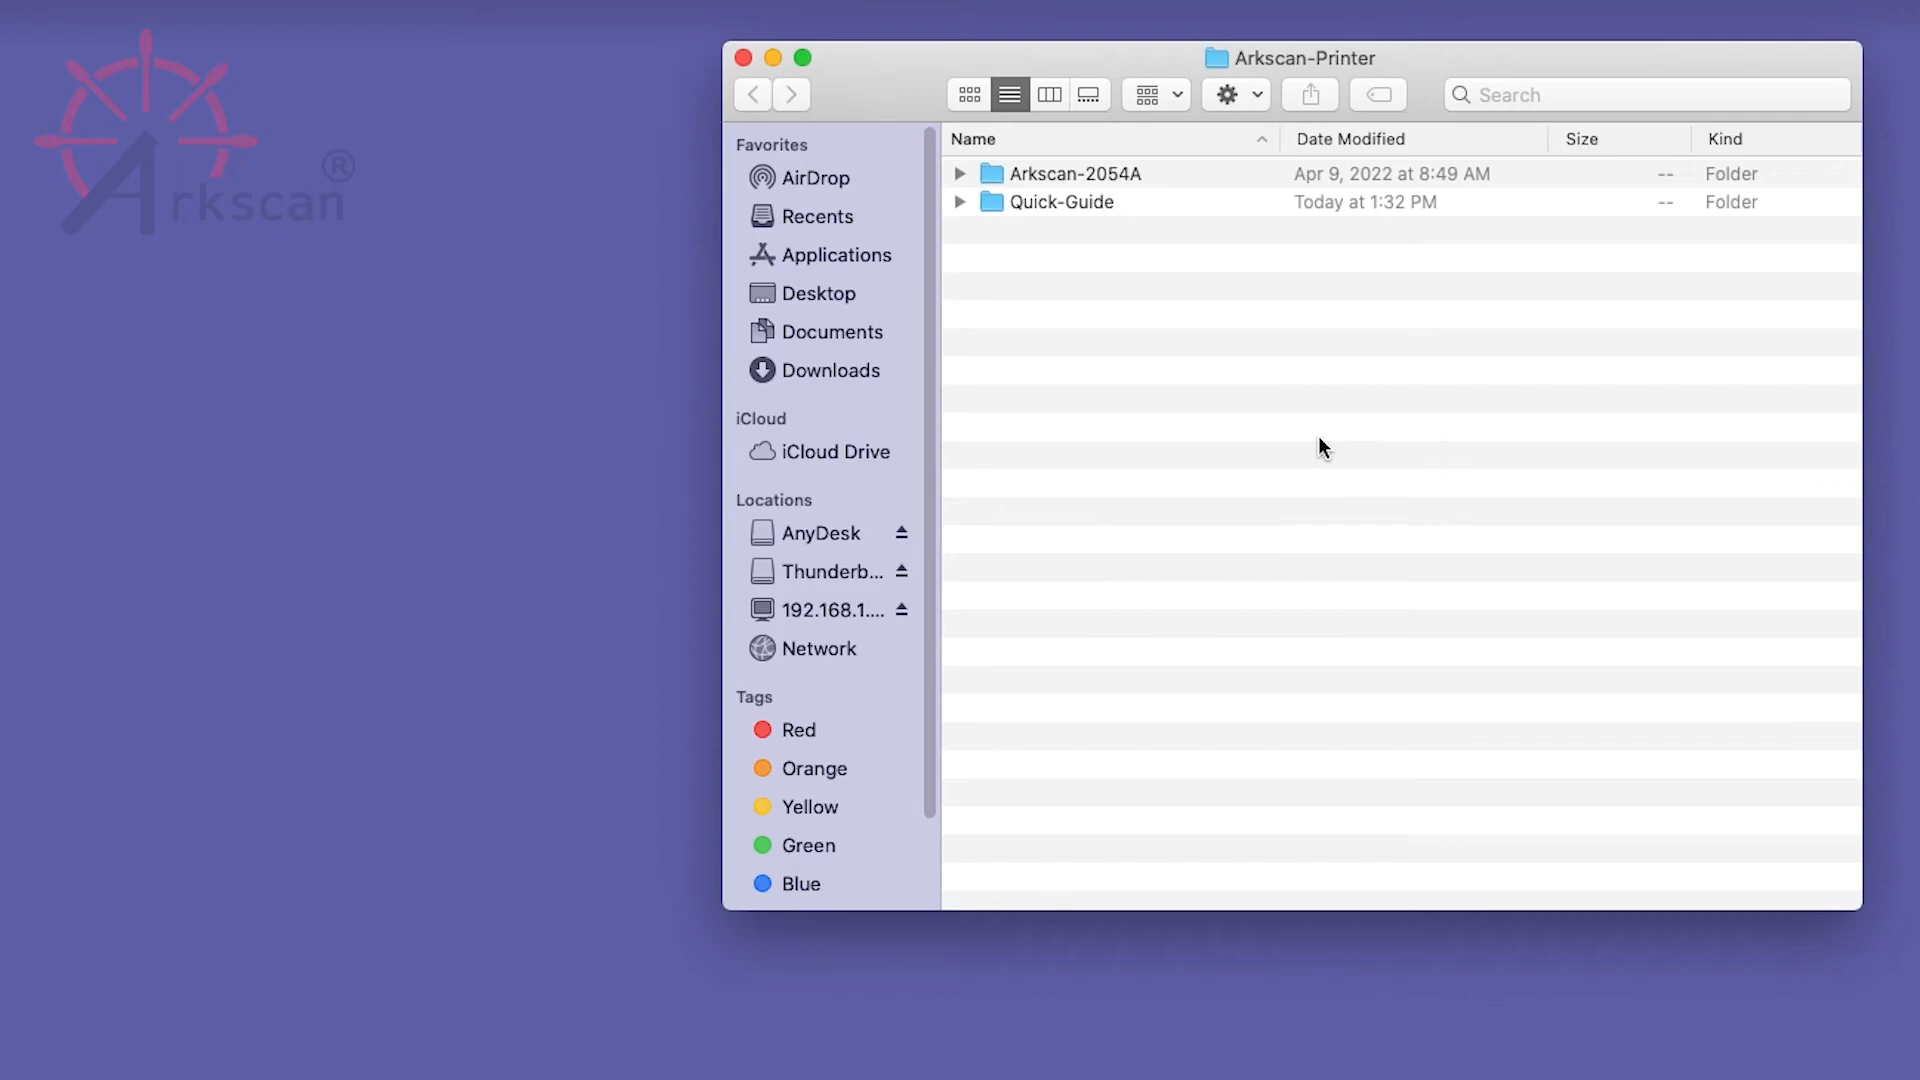 Arkscan®
Arkscan-Printer
Search
Favorites
AirDrop
Recents
Applications
Desktop
Documents
Downloads
iCloud
iCloud Drive
Locations
AnyDesk
Thunderb...
192.168.1....
Network
Tags
Red
Orange
Yellow
Green
Blue
Name Date Modified Size Kind
Arkscan-2054A Apr 9, 2022 at 8:49 AM -- Folder
Quick-Guide Today at 1:32 PM -- Folder